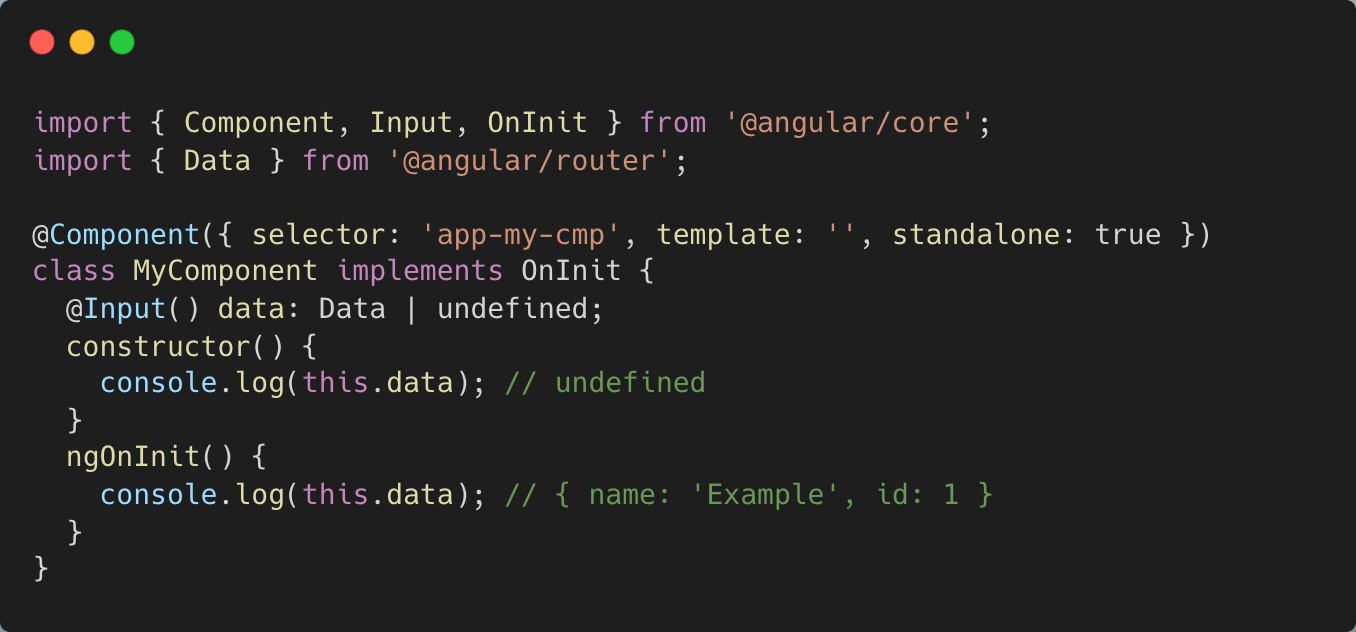 import { Component, Input, OnInit } from '@angular/core';
import { Data } from '@angular/router';

@Component({ selector: 'app-my-cmp', template: '', standalone: true })
class MyComponent implements OnInit {
  @Input() data: Data | undefined;
  constructor() {
    console.log(this.data); // undefined
  }
  ngOnInit() {
    console.log(this.data); // { name: 'Example', id: 1 }
  }
}